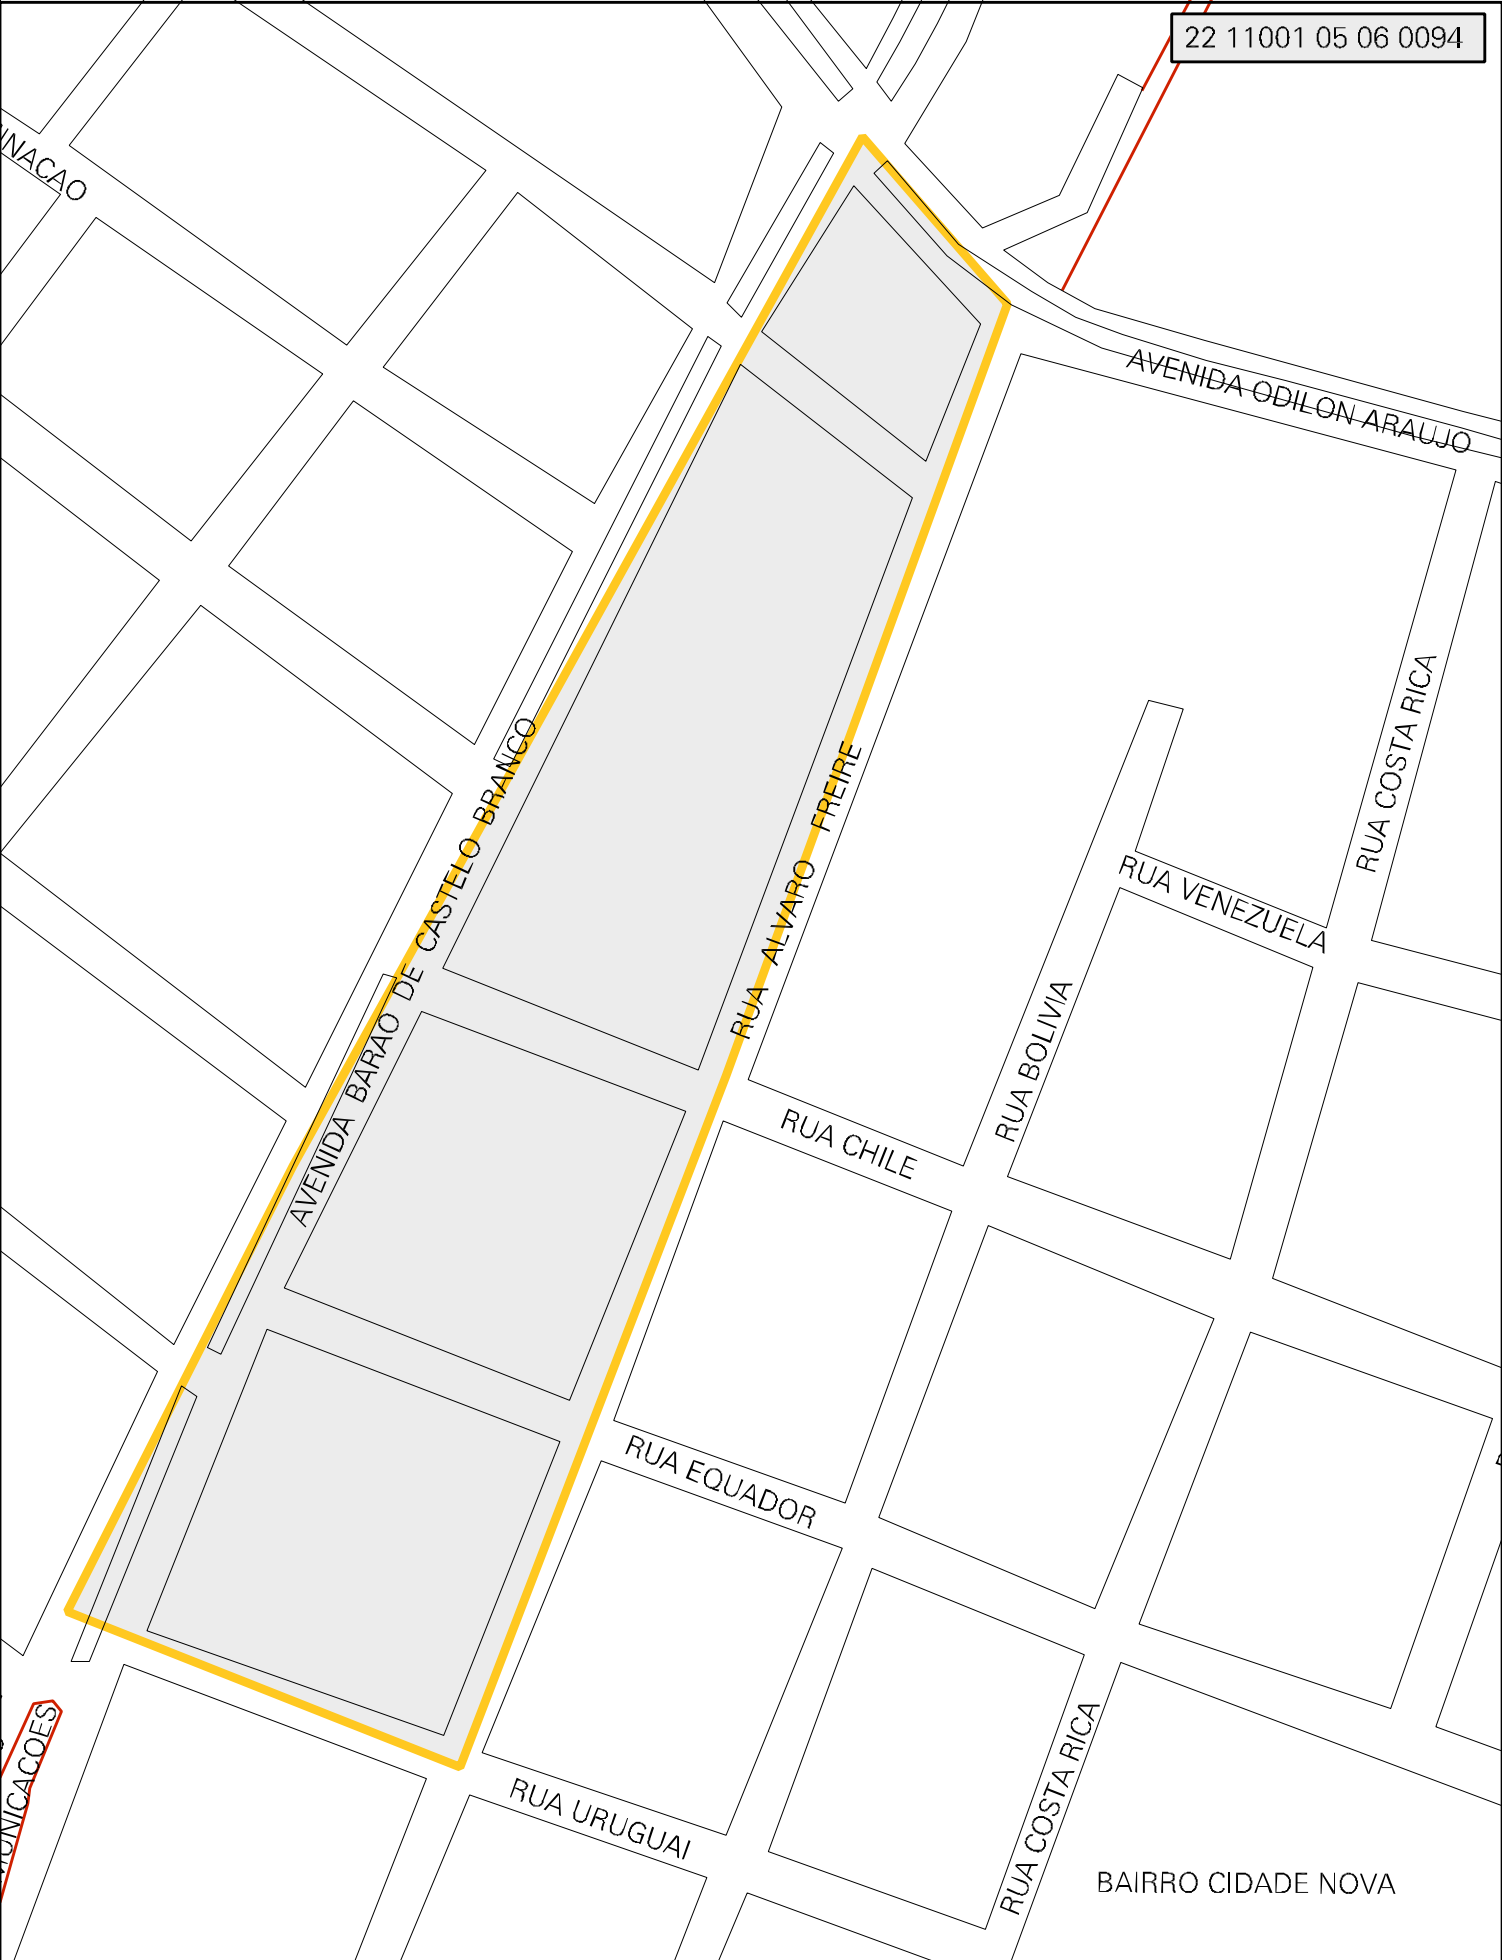 22 11001 05 06 0094
AVENIDA ODILON ARAUJO
RUA COSTA RICA
AVENIDA BARAO DE CASTELO BRANCO
RUA ALVARO FREIRE
RUA VENEZUELA
RUA BOLIVIA
RUA CHILE
RUA EQUADOR
RUA COSTA RICA
RUA URUGUAI
BAIRRO CIDADE NOVA